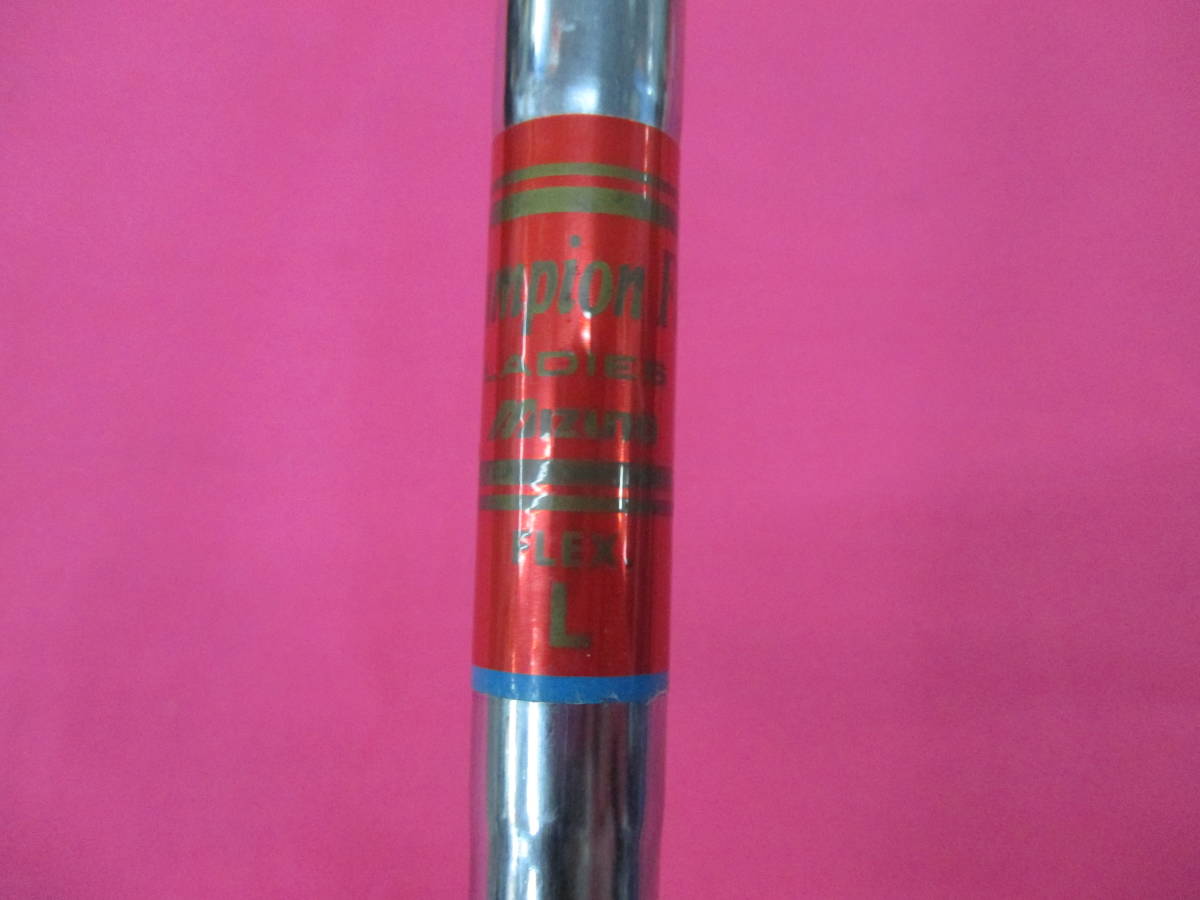 mpion
LADIES
Mizuno
FLEX.
L